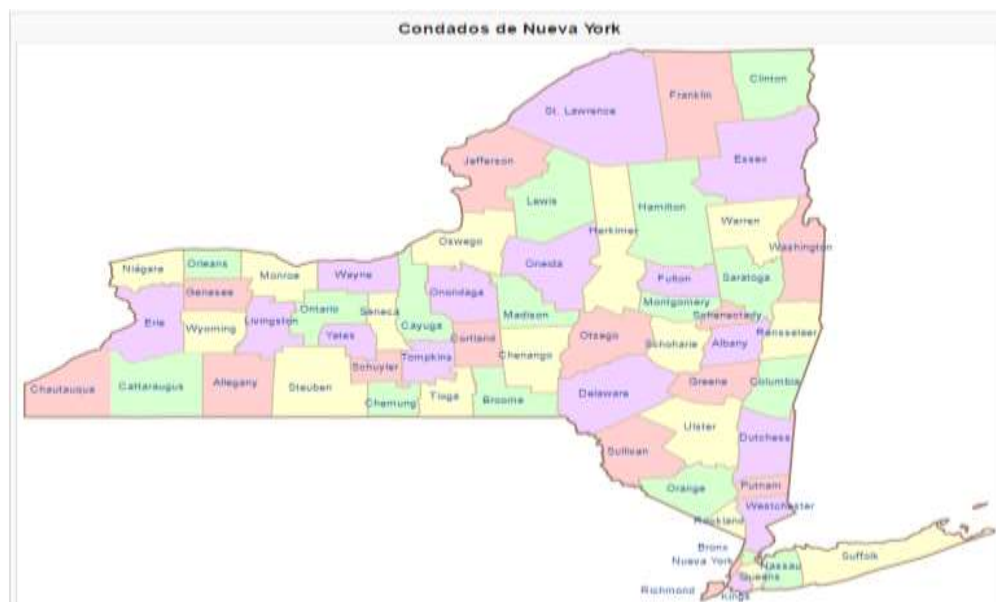 Condados de Nueva York
Clinton
Franklin
St. Lawrence
Essex
Jefferson
Lewis
Hamilton
Warren
Herkimer
Oswego
Washington
Oneida
Niágara
Orleans
Monroe
Wayne
Fulton
Saratoga
Genesee
Onondaga
Montgomery
Madison
Ontario
Seneca
Cayuga
Schenectady
Erie
Wyoming
Livingston
Yates
Cortland
Otsego
Schoharie
Albany
Rensselaer
Chenango
Tompkins
Schuyler
Chautauqua
Cattaraugus
Allegany
Steuben
Chemung
Tioga
Broome
Delaware
Greene
Columbia
Ulster
Dutchess
Sullivan
Orange
Putnam
Westchester
Rockland
Bronx
Nueva York
Suffolk
Nassau
Queens
Richmond
Kings